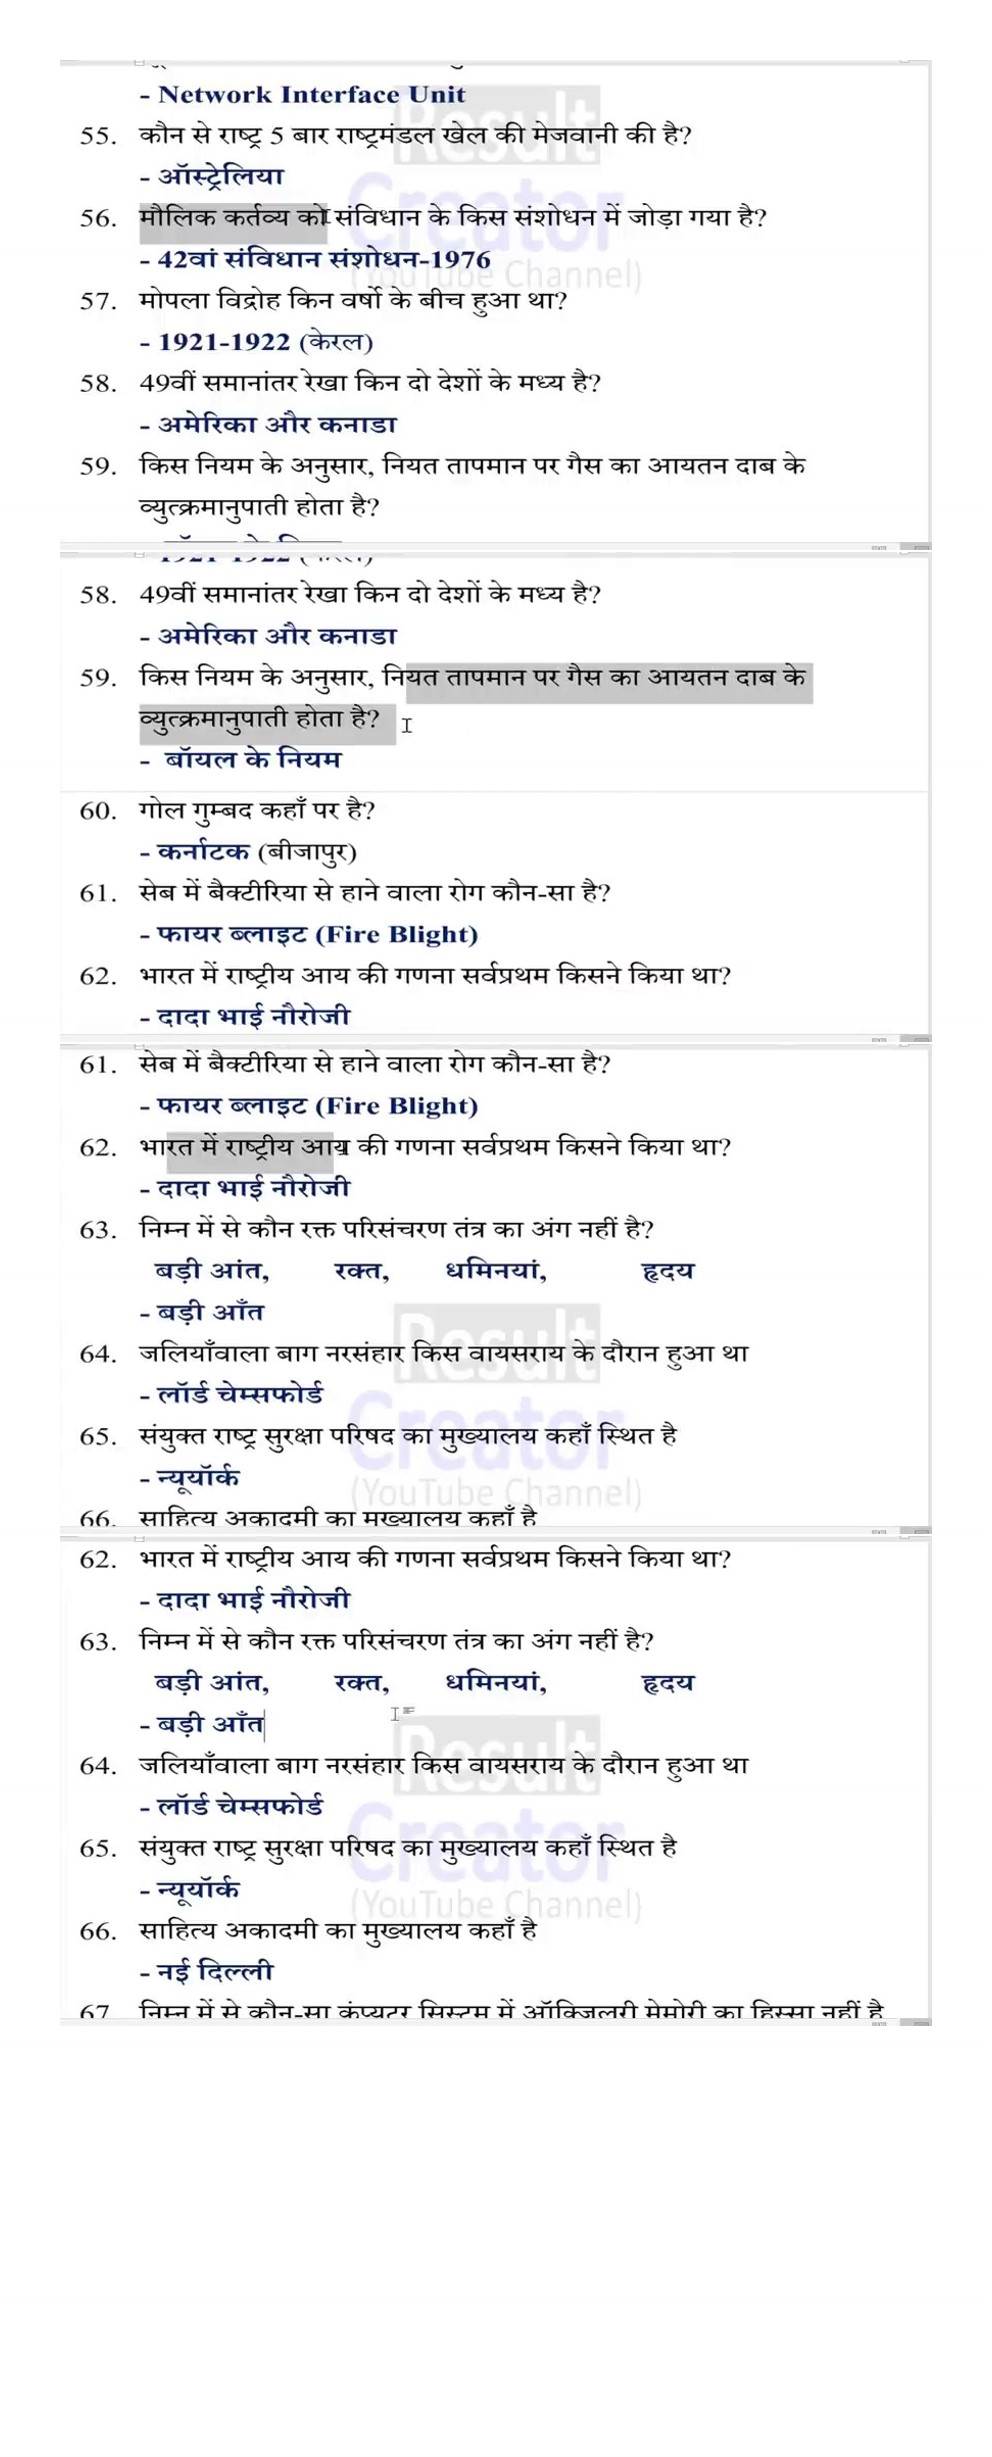 - Network Interface Unit
55. कौन से राष्ट्र 5 बार राष्ट्रमंडल खेल की मेजवानी की है?
- ऑस्ट्रेलिया
56. मौलिक कर्तव्य को संविधान के किस संशोधन में जोड़ा गया है?
- 42वां संविधान संशोधन-1976
57. मोपला विद्रोह किन वर्षो के बीच हुआ था?
- 1921-1922 (केरल)
58. 49वीं समानांतर रेखा किन दो देशों के मध्य है?
- अमेरिका और कनाडा
59. किस नियम के अनुसार, नियत तापमान पर गैस का आयतन दाब के
व्युत्क्रमानुपाती होता है?
Result
Creator
(YouTube Channel)
58. 49वीं समानांतर रेखा किन दो देशों के मध्य है?
- अमेरिका और कनाडा
59. किस नियम के अनुसार, नियत तापमान पर गैस का आयतन दाब के
व्युत्क्रमानुपाती होता है?
- बॉयल के नियम
60. गोल गुम्बद कहाँ पर है?
- कर्नाटक (बीजापुर)
61. सेब में बैक्टीरिया से हाने वाला रोग कौन-सा है?
- फायर ब्लाइट (Fire Blight)
62. भारत में राष्ट्रीय आय की गणना सर्वप्रथम किसने किया था?
- दादा भाई नौरोजी
61. सेब में बैक्टीरिया से हाने वाला रोग कौन-सा है?
- फायर ब्लाइट (Fire Blight)
62. भारत में राष्ट्रीय आय की गणना सर्वप्रथम किसने किया था?
- दादा भाई नौरोजी
63. निम्न में से कौन रक्त परिसंचरण तंत्र का अंग नहीं है?
बड़ी आंत, रक्त, धमिनयां, हृदय
- बड़ी आँत
64. जलियाँवाला बाग नरसंहार किस वायसराय के दौरान हुआ था
- लॉर्ड चेम्सफोर्ड
65. संयुक्त राष्ट्र सुरक्षा परिषद का मुख्यालय कहाँ स्थित है
- न्यूयॉर्क
66. साहित्य अकादमी का मुख्यालय कहाँ है
Result
Creator
(YouTube Channel)
62. भारत में राष्ट्रीय आय की गणना सर्वप्रथम किसने किया था?
- दादा भाई नौरोजी
63. निम्न में से कौन रक्त परिसंचरण तंत्र का अंग नहीं है?
बड़ी आंत, रक्त, धमिनयां, हृदय
- बड़ी आँत
64. जलियाँवाला बाग नरसंहार किस वायसराय के दौरान हुआ था
- लॉर्ड चेम्सफोर्ड
65. संयुक्त राष्ट्र सुरक्षा परिषद का मुख्यालय कहाँ स्थित है
- न्यूयॉर्क
66. साहित्य अकादमी का मुख्यालय कहाँ है
- नई दिल्ली
67 निम्न में से कौन-सा कंप्यूटर सिस्टम में ऑक्जिलरी मेमोरी का हिस्सा नहीं है
Result
Creator
(YouTube Channel)